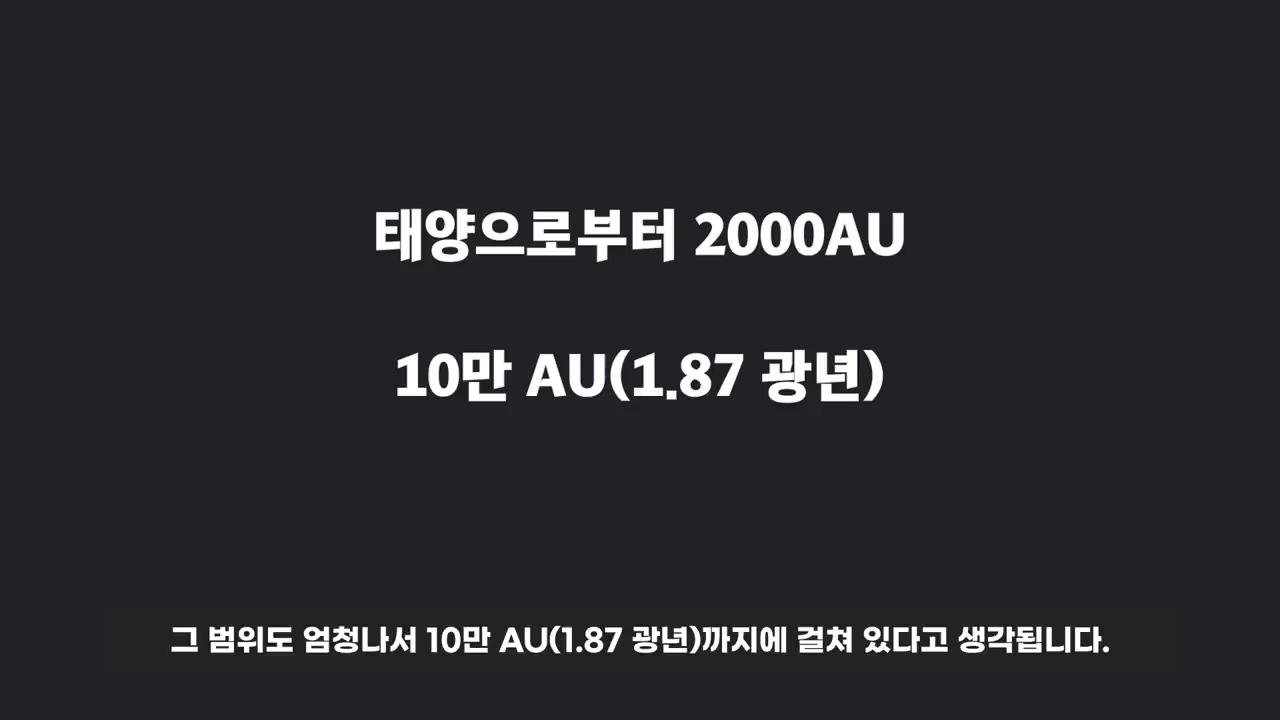 태양으로부터 2000AU
10만 AU(1.87 광년)
그 범위도 엄청나서 10만 AU(1.87 광년)까지에 걸쳐 있다고 생각됩니다.